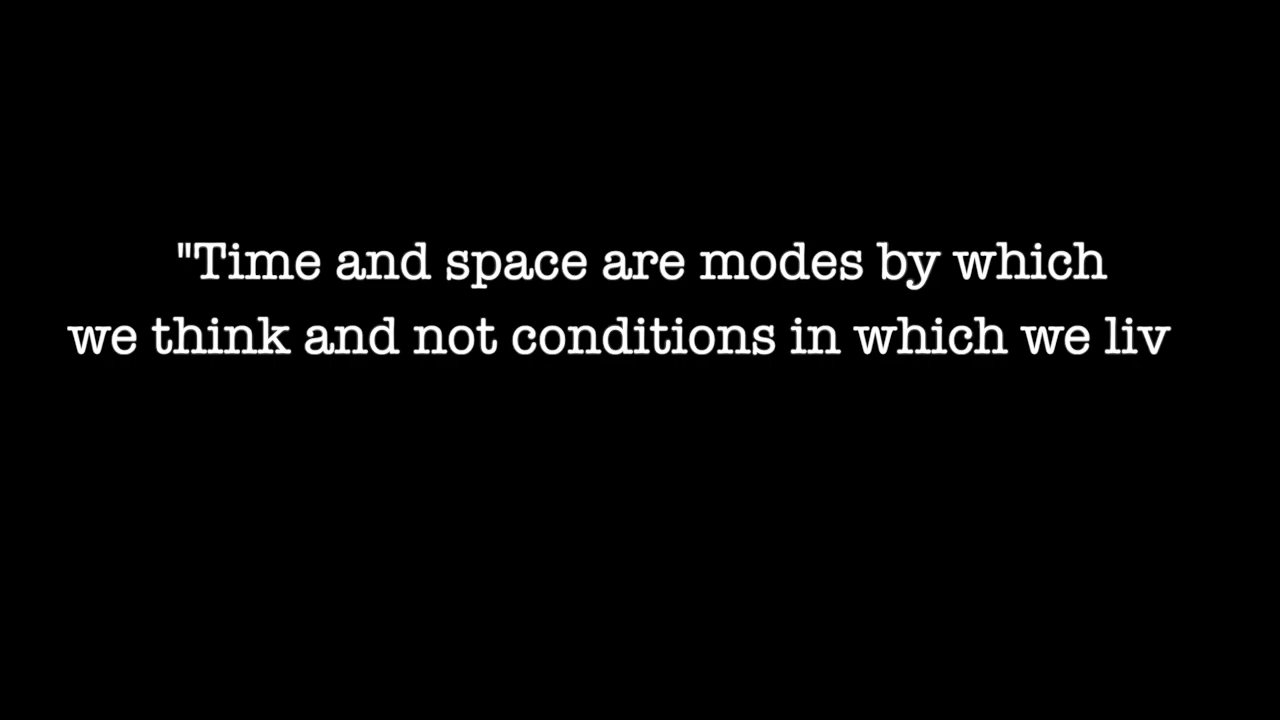 "Time and space are modes by which
we think and not conditions in which we liv